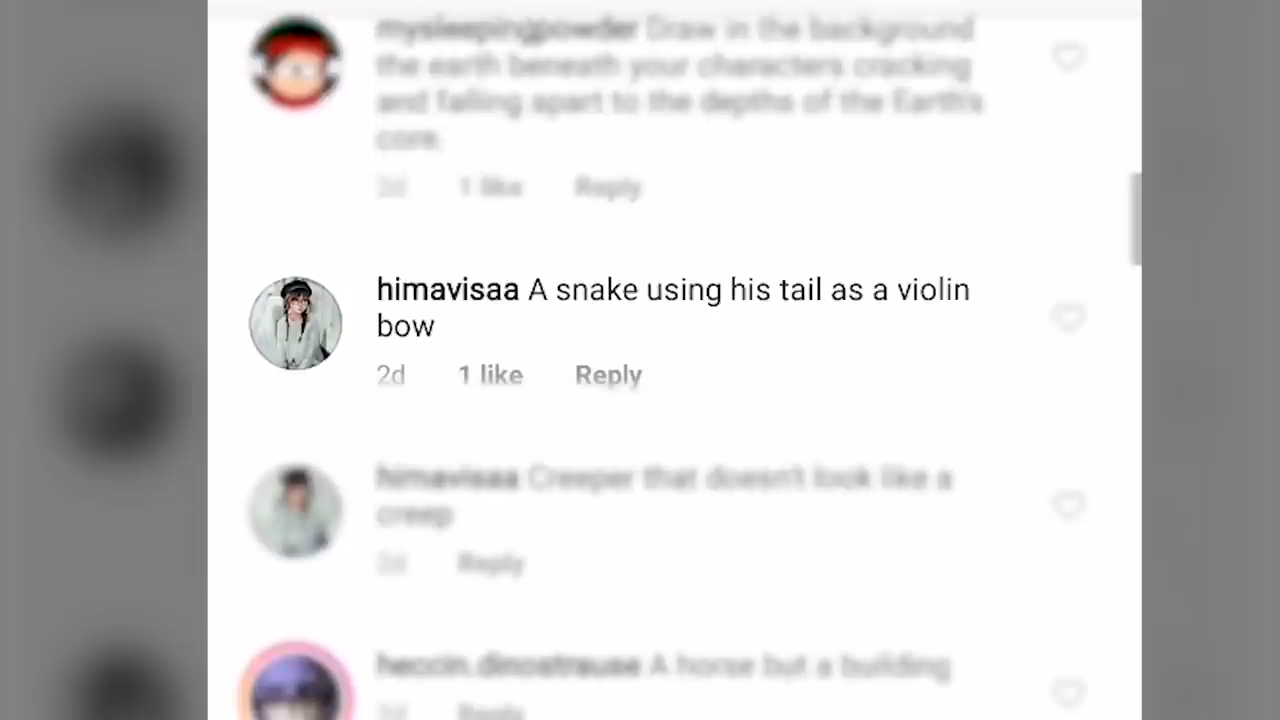 mysleepingpowder Draw in the background
the earth beneath your characters cracking
and falling apart to the depths of the Earth's
core.
2d 1 like Reply
himavisaa A snake using his tail as a violin
bow
2d 1 like Reply
himavisaa Creeper that doesn't look like a
creep
2d Reply
heccin.dinostrause A horse but a building
2d Reply